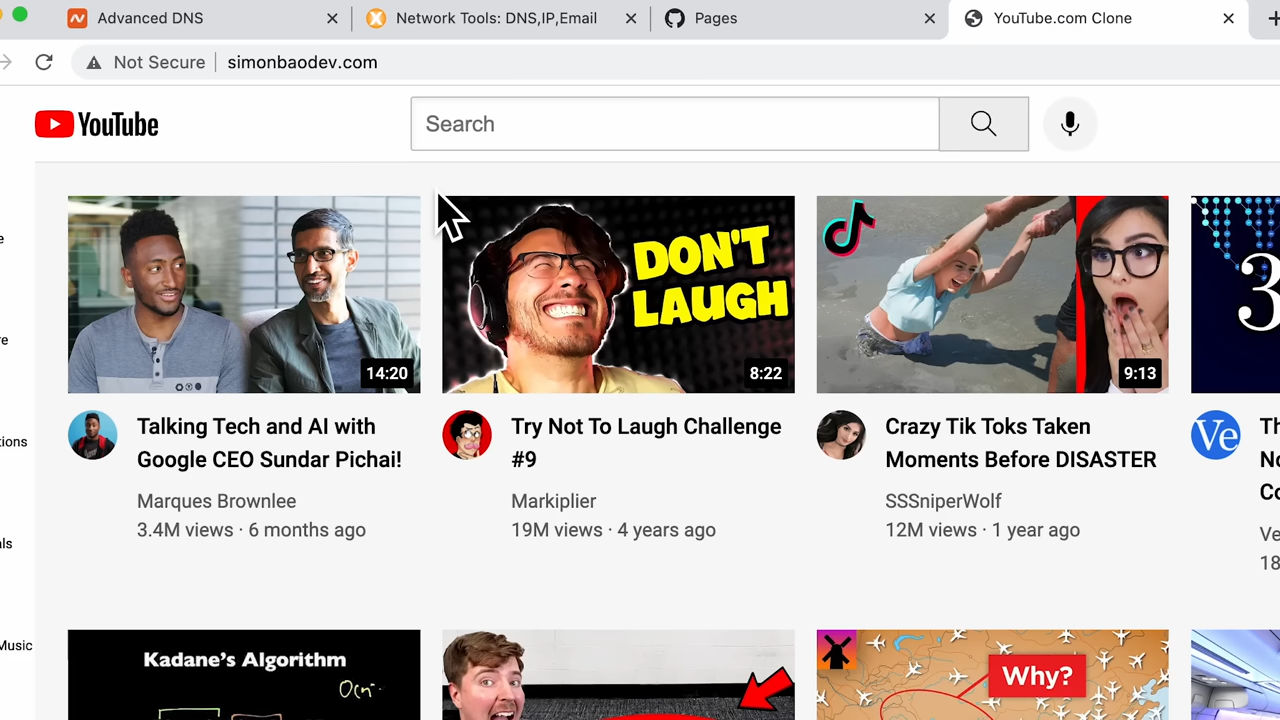 Advanced DNS
Network Tools: DNS,IP,Email
Pages
YouTube.com Clone
Not Secure
simonbaodev.com
YouTube
Search
DON'T
LAUGH
14:20
8:22
9:13
3
Talking Tech and AI with
Google CEO Sundar Pichai!
Marques Brownlee
3.4M views · 6 months ago
Try Not To Laugh Challenge
#9
Markiplier
19M views · 4 years ago
Crazy Tik Toks Taken
Moments Before DISASTER
SSSniperWolf
12M views · 1 year ago
Ve
Music
Kadane's Algorithm
Why?